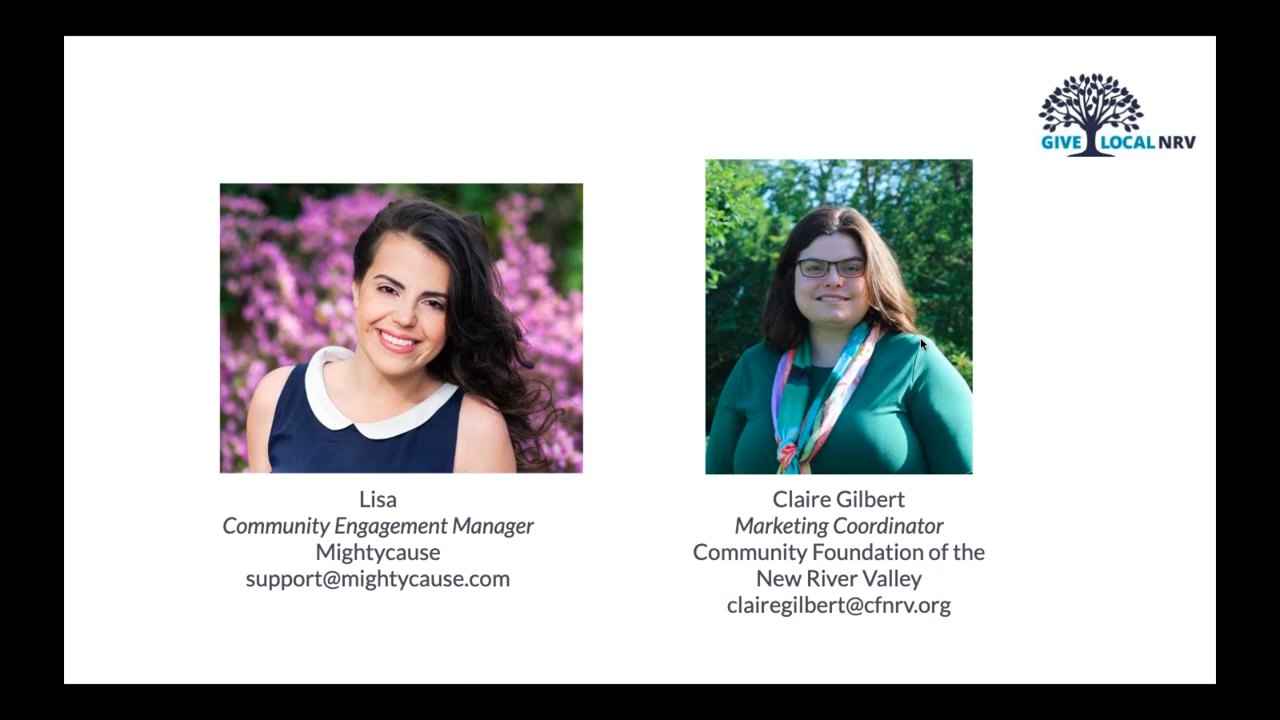 GIVE LOCAL NRV
Lisa
Community Engagement Manager
Mightycause
support@mightycause.com
Claire Gilbert
Marketing Coordinator
Community Foundation of the
New River Valley
clairegilbert@cfnrv.org